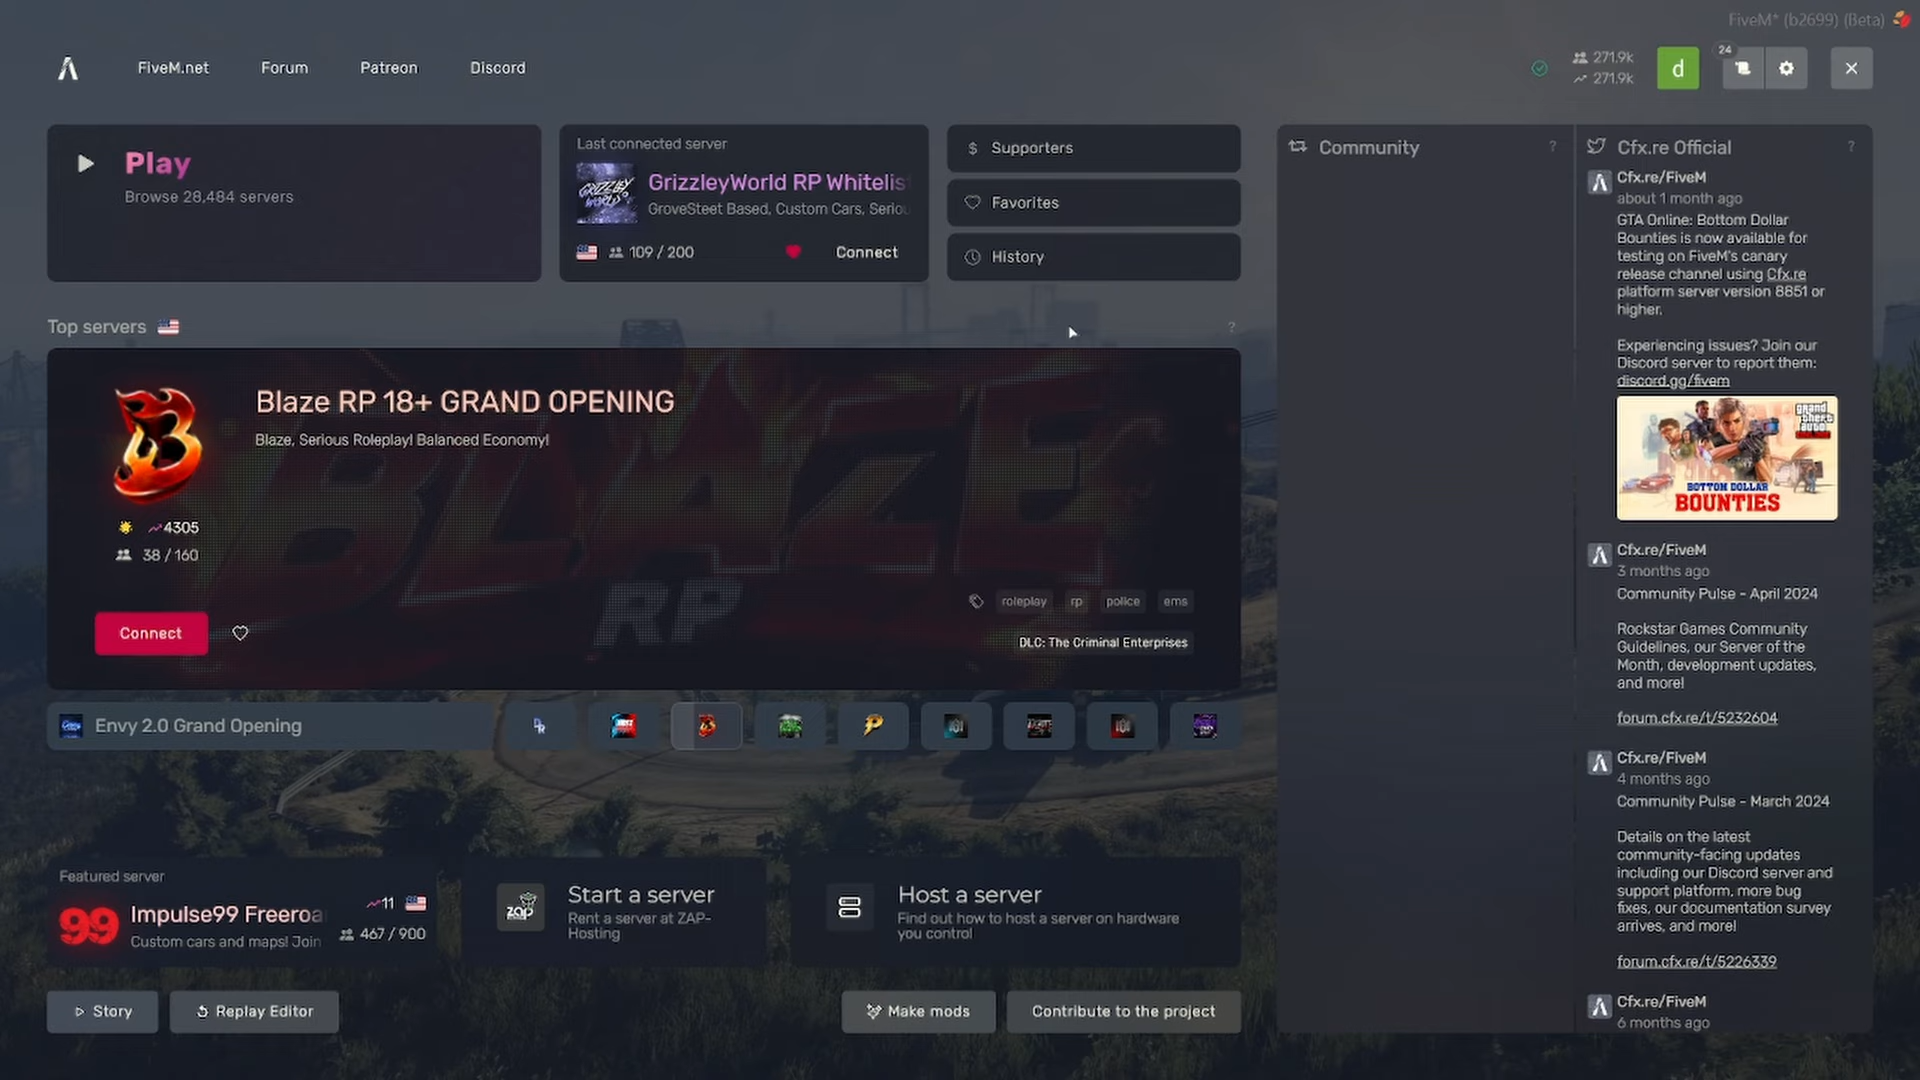 FiveM* (b2699) (Beta)
FiveM.net
Forum
Patreon
Discord
271.9k
271.9k
d
24
Play
Browse 28,484 servers
Last connected server
GRIZZLEY
WORLD
GrizzleyWorld RP Whitelis
GroveSteet Based, Custom Cars, Seriou
109 / 200
Connect
$ Supporters
Favorites
History
Top servers
?
Blaze RP 18+ GRAND OPENING
Blaze, Serious Roleplay! Balanced Economy!
BLAZE
RP
B
4305
38 / 160
Connect
roleplay
rp
police
ems
DLC: The Criminal Enterprises
Envy 2.0 Grand Opening
Featured server
99
Impulse99 Freeroa
Custom cars and maps! Join
11
467 / 900
ZAP
Start a server
Rent a server at ZAP-
Hosting
Host a server
Find out how to host a server on hardware
you control
Story
Replay Editor
Make mods
Contribute to the project
Community
?
Cfx.re Official
?
Cfx.re/FiveM
about 1 month ago
GTA Online: Bottom Dollar
Bounties is now available for
testing on FiveM's canary
release channel using Cfx.re
platform server version 8851 or
higher.
Experiencing issues? Join our
Discord server to report them:
discord.gg/fivem
grand
theft
auto
BOTTOM DOLLAR
BOUNTIES
Cfx.re/FiveM
3 months ago
Community Pulse - April 2024
Rockstar Games Community
Guidelines, our Server of the
Month, development updates,
and more!
forum.cfx.re/t/5232604
Cfx.re/FiveM
4 months ago
Community Pulse - March 2024
Details on the latest
community-facing updates
including our Discord server and
support platform, more bug
fixes, our documentation survey
arrives, and more!
forum.cfx.re/t/5226339
Cfx.re/FiveM
6 months ago